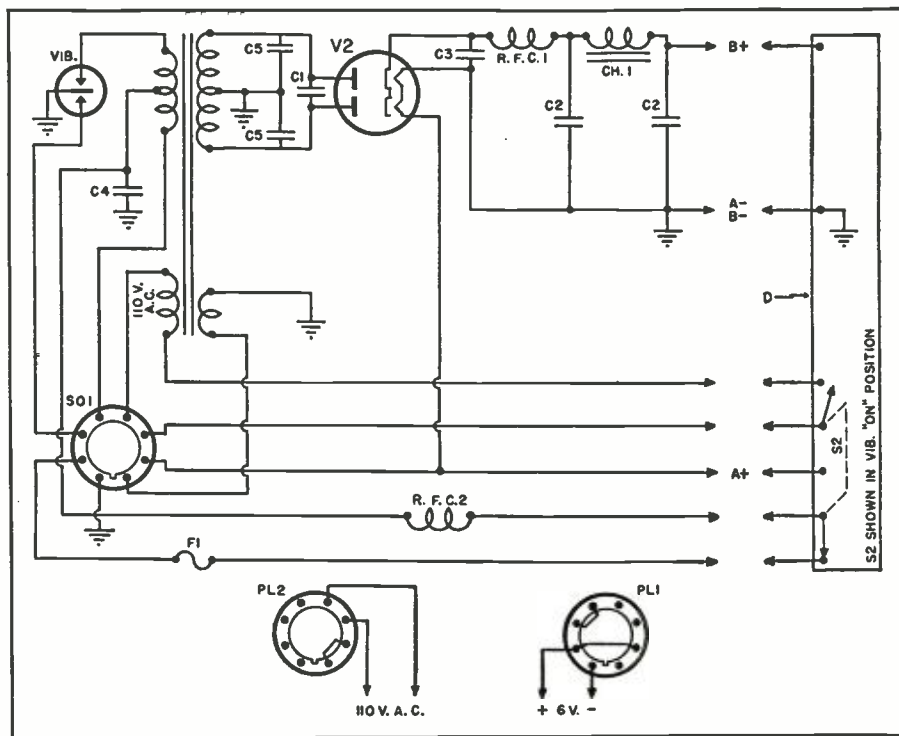 VIB.
C5
C1
V2
C3
R.F.C.1
CH.1
B+
C5
C2
C2
C4
A-
B-
110 V.
A.C.
D
SO1
S2
A+
R.F.C.2
F1
S2 SHOWN IN VIB. "ON" POSITION
PL2
PL1
110 V. A.C.
+ 6V. -